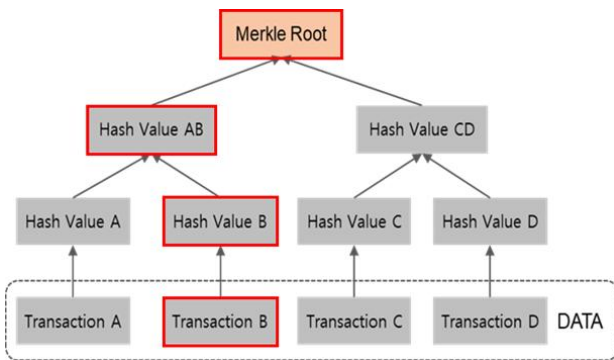 Merkle Root
Hash Value AB
Hash Value CD
Hash Value A
Hash Value B
Hash Value C
Hash Value D
Transaction A
Transaction B
Transaction C
Transaction D
DATA